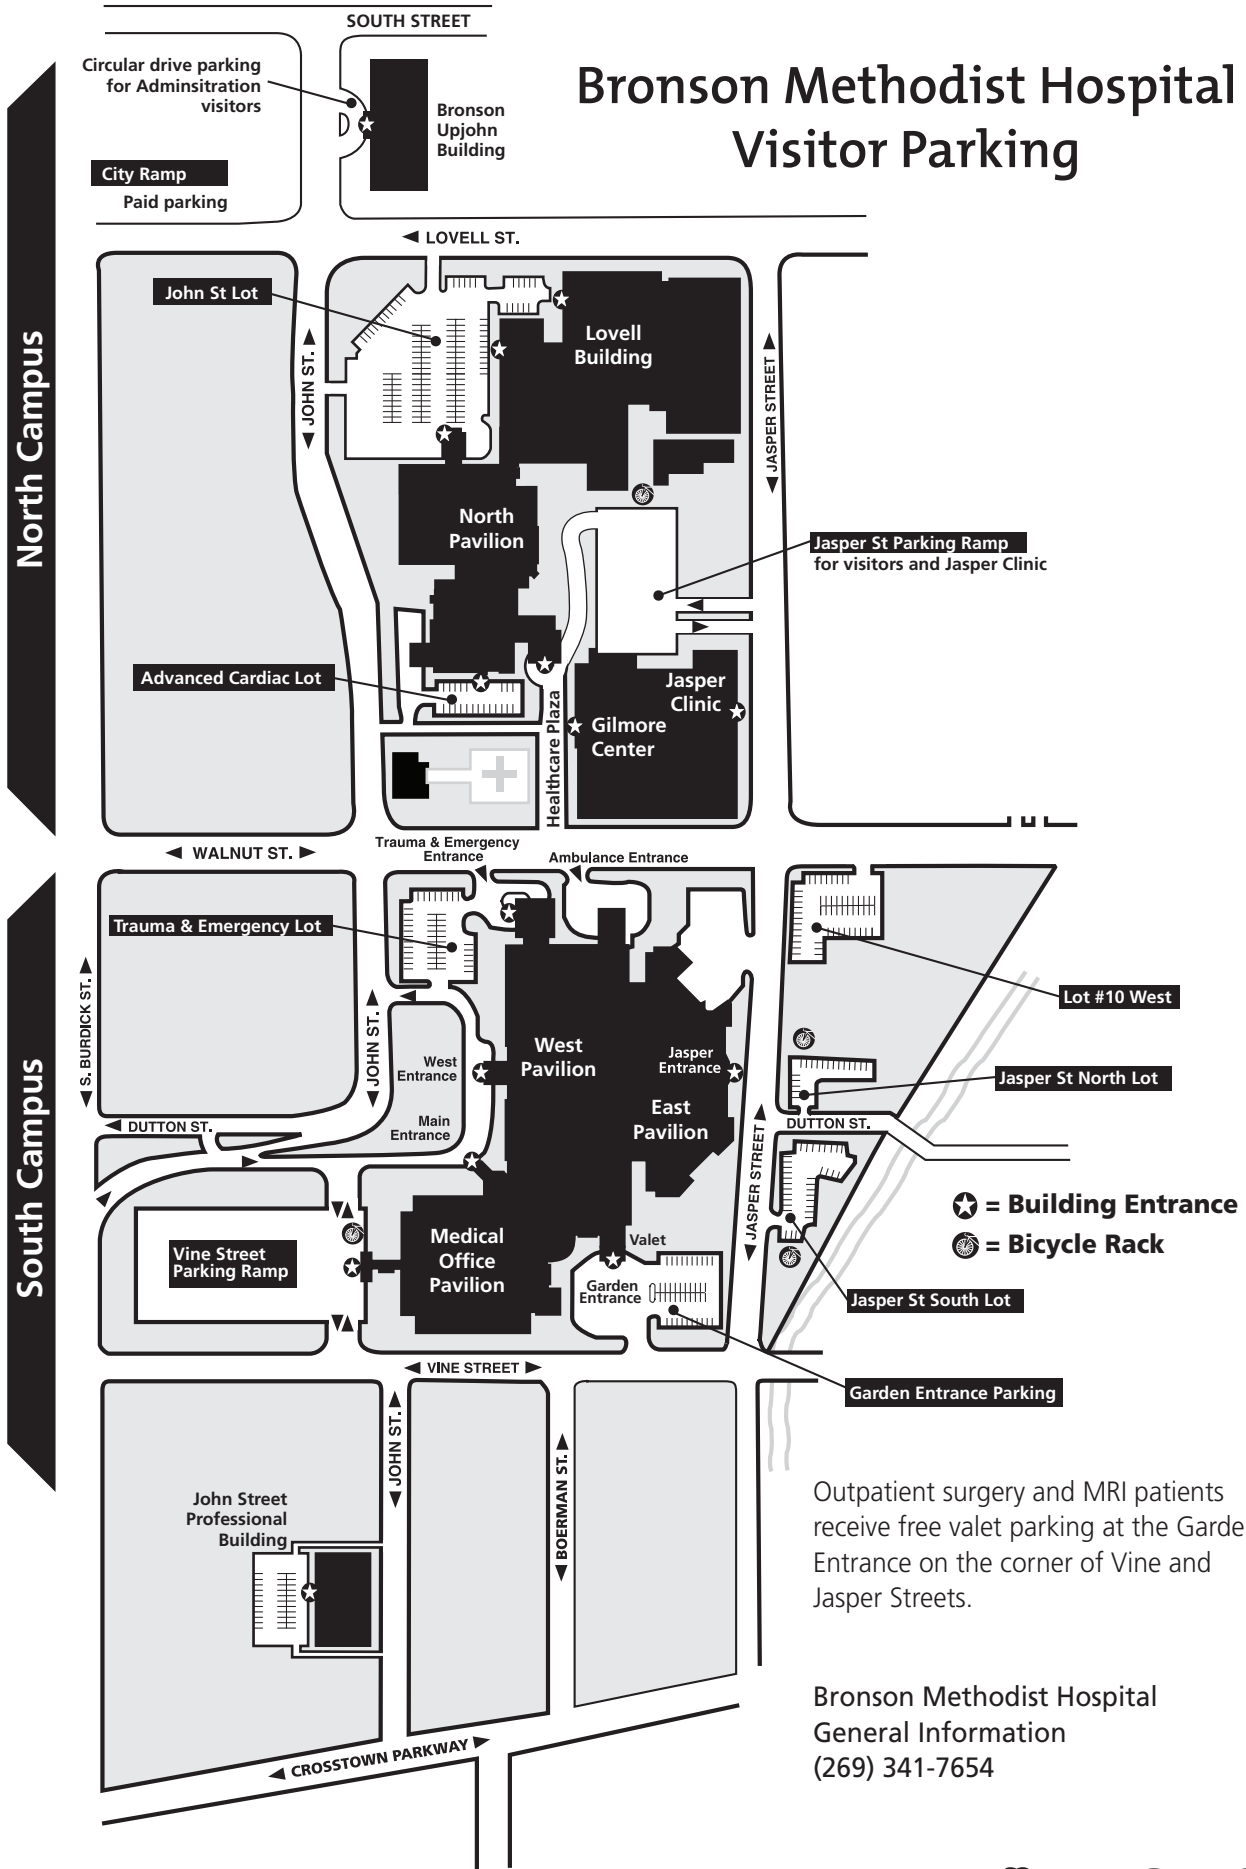 SOUTH STREET
Circular drive parking
for Adminsitration
visitors
Bronson
Upjohn
Building
Bronson Methodist Hospital
Visitor Parking
City Ramp
Paid parking
LOVELL ST.
North Campus
John St Lot
JOHN ST.
Lovell
Building
JASPER STREET
North
Pavilion
Jasper St Parking Ramp
for visitors and Jasper Clinic
Advanced Cardiac Lot
Jasper
Clinic
Gilmore
Center
Healthcare Plaza
WALNUT ST.
Trauma & Emergency
Entrance
Ambulance Entrance
South Campus
Trauma & Emergency Lot
S. BURDICK ST.
JOHN ST.
Lot #10 West
West
Entrance
West
Pavilion
Jasper
Entrance
Jasper St North Lot
Main
Entrance
East
Pavilion
DUTTON ST.
DUTTON ST.
JASPER STREET
= Building Entrance
= Bicycle Rack
Vine Street
Parking Ramp
Medical
Office
Pavilion
Valet
Garden
Entrance
Jasper St South Lot
VINE STREET
Garden Entrance Parking
JOHN ST.
BOERMAN ST.
John Street
Professional
Building
Outpatient surgery and MRI patients
receive free valet parking at the Garde
Entrance on the corner of Vine and
Jasper Streets.
Bronson Methodist Hospital
General Information
(269) 341-7654
CROSSTOWN PARKWAY